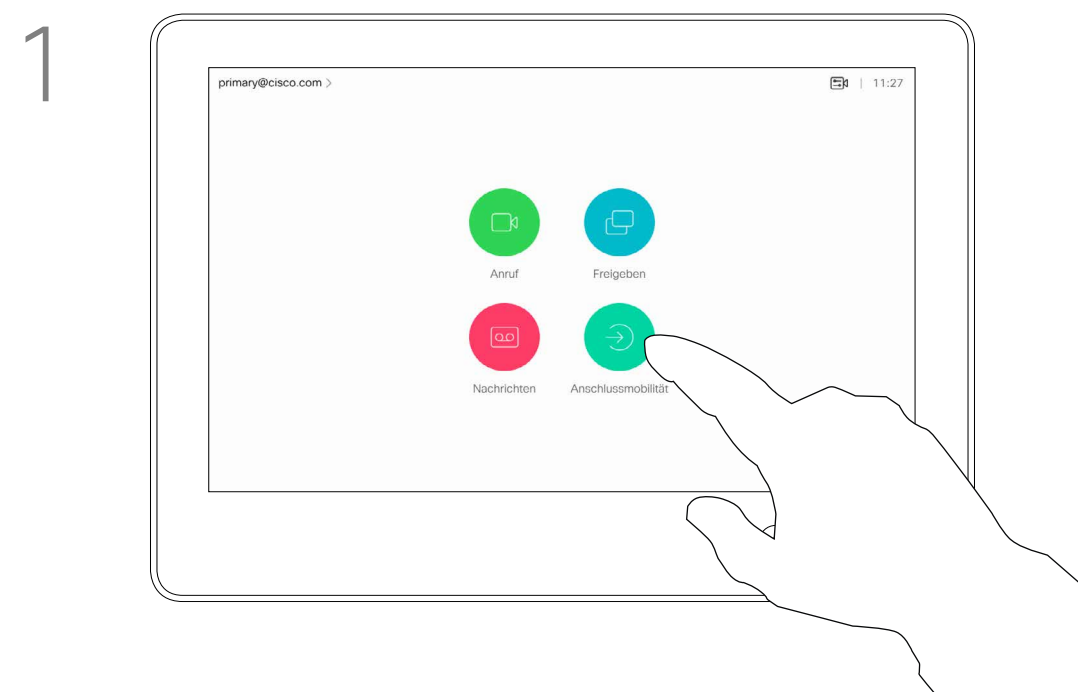 1
primary@cisco.com >
11:27
Anruf
Freigeben
Nachrichten
Anschlussmobilität